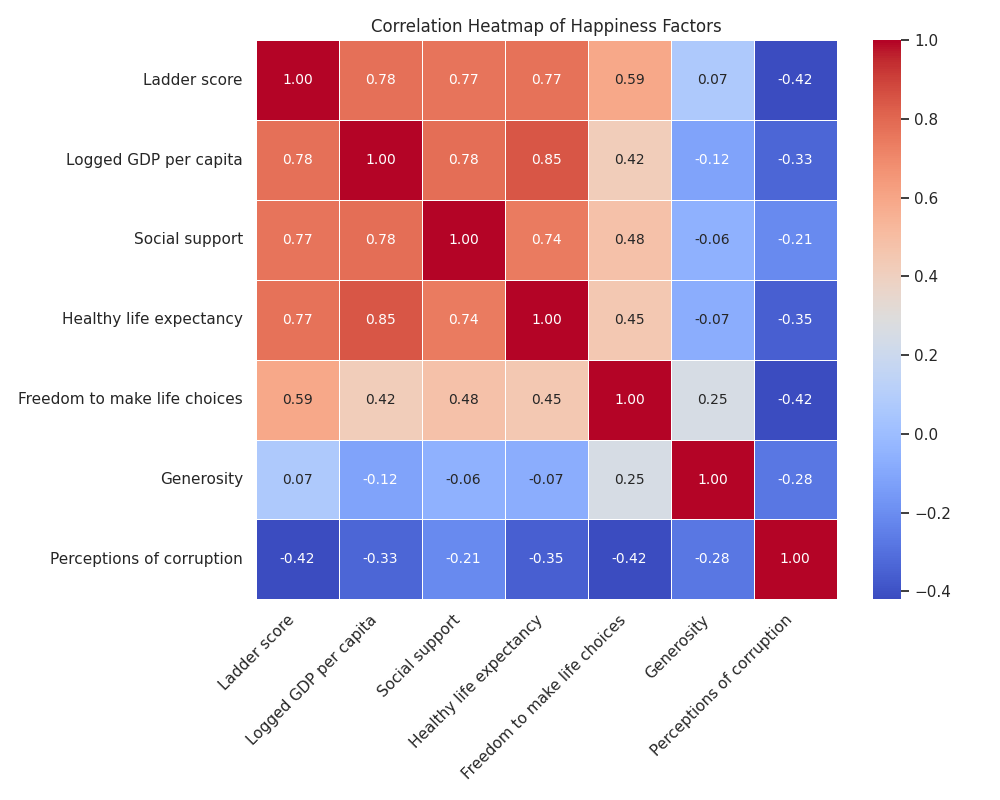 Correlation Heatmap of Happiness Factors
Ladder score 1.00 0.78 0.77 0.77 0.59 0.07 -0.42
Logged GDP per capita 0.78 1.00 0.78 0.85 0.42 -0.12 -0.33
Social support 0.77 0.78 1.00 0.74 0.48 -0.06 -0.21
Healthy life expectancy 0.77 0.85 0.74 1.00 0.45 -0.07 -0.35
Freedom to make life choices 0.59 0.42 0.48 0.45 1.00 0.25 -0.42
Generosity 0.07 -0.12 -0.06 -0.07 0.25 1.00 -0.28
Perceptions of corruption -0.42 -0.33 -0.21 -0.35 -0.42 -0.28 1.00
Ladder score
Logged GDP per capita
Social support
Healthy life expectancy
Freedom to make life choices
Generosity
Perceptions of corruption
1.0
0.8
0.6
0.4
0.2
0.0
−0.2
−0.4